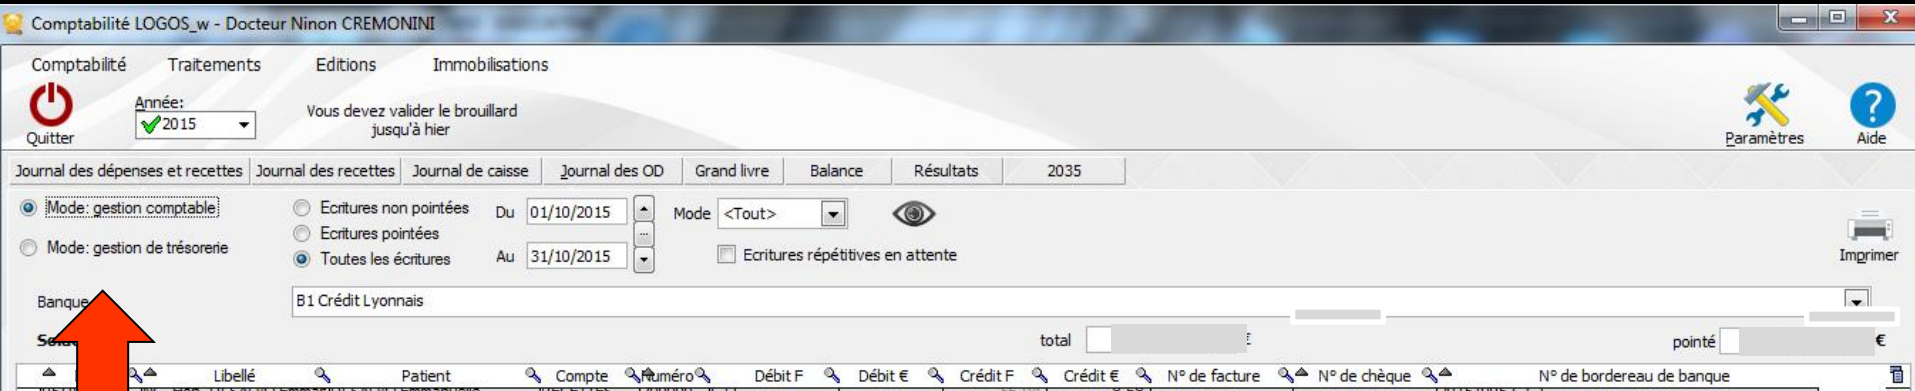 Comptabilité LOGOS_w - Docteur Ninon CREMONINI
Comptabilité Traitements Editions Immobilisations
Quitter
Année:
2015
Vous devez valider le brouillard
jusqu'à hier
Paramètres
Aide
Journal des dépenses et recettes Journal des recettes Journal de caisse Journal des OD Grand livre Balance Résultats 2035
Mode: gestion comptable
Mode: gestion de trésorerie
Ecritures non pointées
Ecritures pointées
Toutes les écritures
Du 01/10/2015
...
Au 31/10/2015
Mode <Tout>
Ecritures répétitives en attente
Imprimer
Banque B1 Crédit Lyonnais
total € pointé €
Libellé Patient Compte Numéro Débit F Débit € Crédit F Crédit € N° de facture N° de chèque N° de bordereau de banque